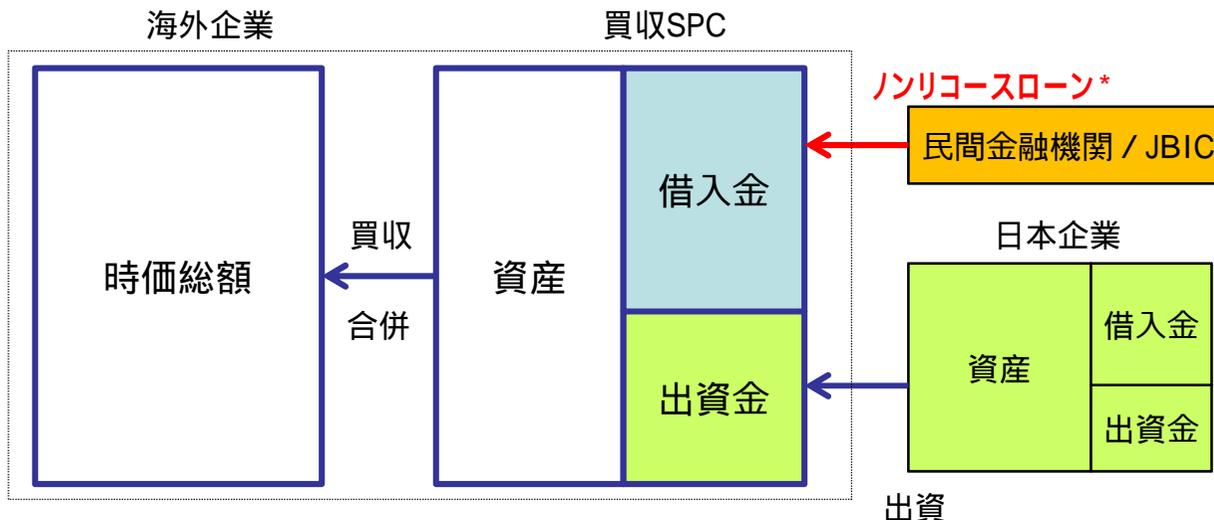 海外企業
買収SPC
ノンリコースローン*
民間金融機関 / JBIC
借入金
買収
時価総額
資産
合併
出資金
日本企業
資産
借入金
出資金
出資